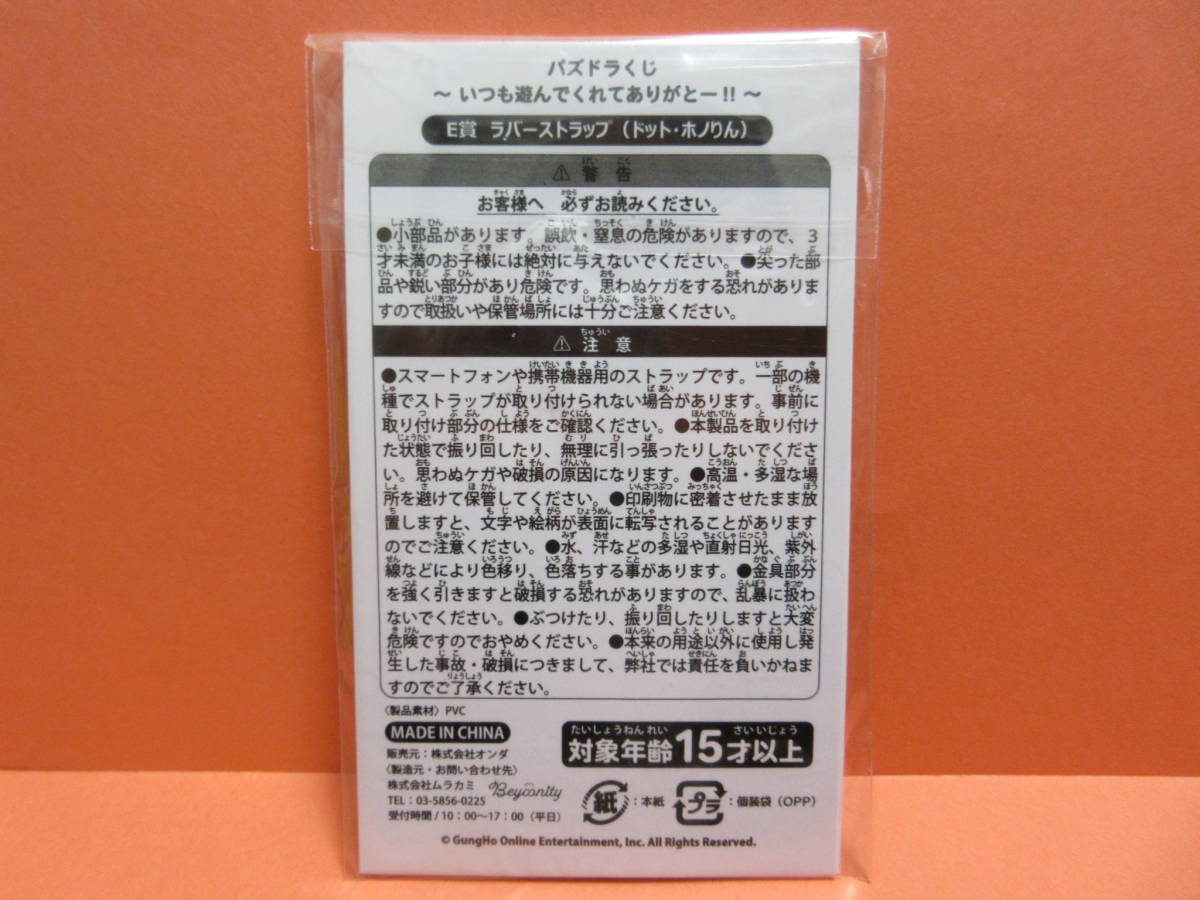 パズドラくじ
～ いつも遊んでくれてありがとー!! ～
E賞 ラバーストラップ（ドット・ホノりん）
⚠ 警告
お客様へ 必ずお読みください。
●小部品があります。誤飲・窒息の危険がありますので、3
才未満のお子様には絶対に与えないでください。●尖った部
品や鋭い部分があり危険です。思わぬケガをする恐れがありま
すので取扱いや保管場所には十分ご注意ください。
⚠ 注意
●スマートフォンや携帯機器用のストラップです。一部の機
種でストラップが取り付けられない場合があります。事前に
取り付け部分の仕様をご確認ください。●本製品を取り付け
た状態で振り回したり、無理に引っ張ったりしないでくださ
い。思わぬケガや破損の原因になります。●高温・多湿な場
所を避けて保管してください。●印刷物に密着させたまま放
置しますと、文字や絵柄が表面に転写されることがあります
のでご注意ください。●水、汗などの多湿や直射日光、紫外
線などにより色移り、色落ちする事があります。●金具部分
を強く引きますと破損する恐れがありますので、乱暴に扱わ
ないでください。●ぶつけたり、振り回したりしますと大変
危険ですのでおやめください。●本来の用途以外に使用し発
生した事故・破損につきまして、弊社では責任を負いかねま
すのでご了承ください。
〈製品素材〉PVC
MADE IN CHINA
販売元：株式会社オンダ
〈製造元・お問い合わせ先〉
株式会社ムラカミ Beyconity
TEL：03-5856-0225
受付時間/10：00～17：00（平日）
対象年齢15才以上
紙：本紙 プラ：個装袋（OPP）
© GungHo Online Entertainment, Inc. All Rights Reserved.